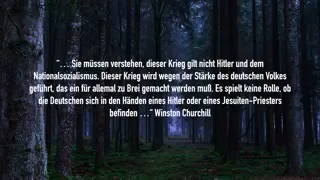 “….Sie müssen verstehen, dieser Krieg gilt nicht Hitler und dem
Nationalsozialismus. Dieser Krieg wird wegen der Stärke des deutschen Volkes
geführt, das ein für allemal zu Brei gemacht werden muß. Es spielt keine Rolle, ob
die Deutschen sich in den Händen eines Hitler oder eines Jesuiten-Priesters
befinden …“ Winston Churchill